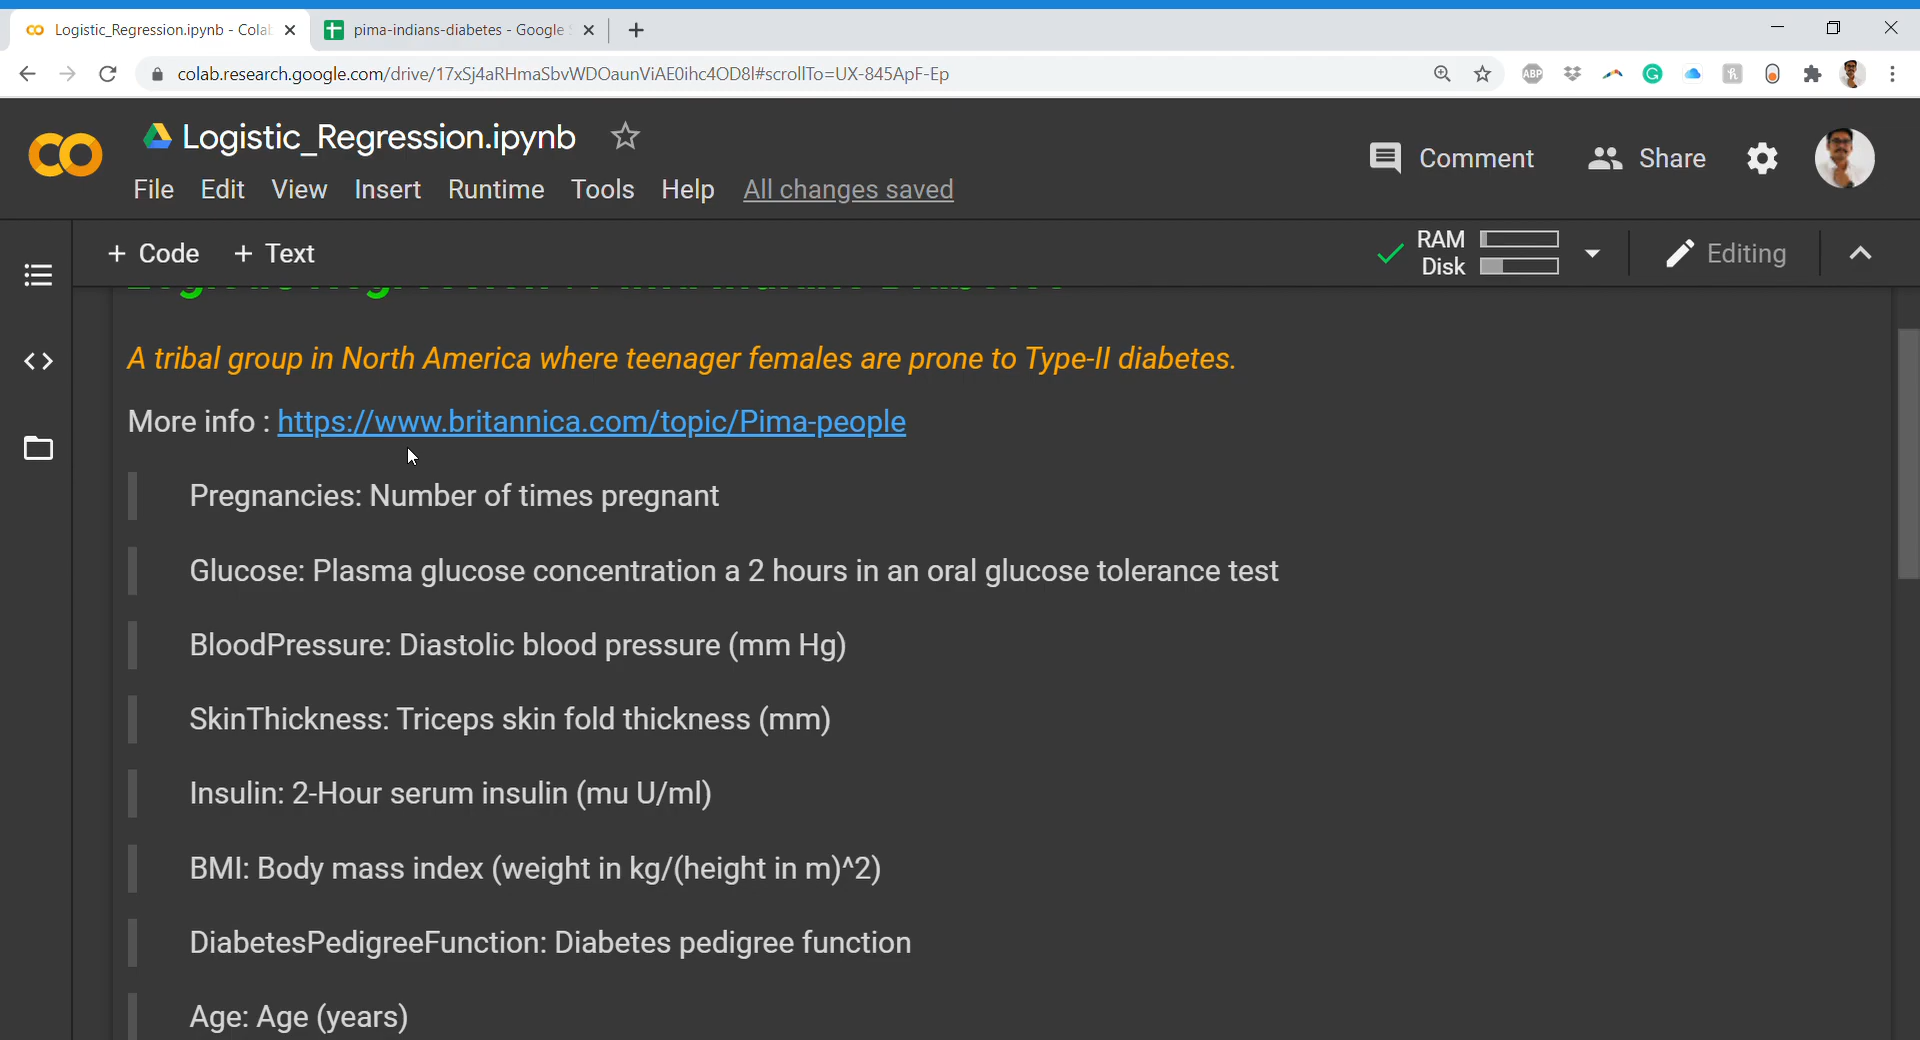 Logistic_Regression.ipynb - Cola
pima-indians-diabetes - Google
colab.research.google.com/drive/17xSj4aRHmaSbvWDOaunViAE0ihc4OD8l#scrollTo=UX-845ApF-Ep
ABP
Logistic_Regression.ipynb
Comment
Share
File Edit View Insert Runtime Tools Help All changes saved
+ Code + Text
RAM
Disk
Editing
A tribal group in North America where teenager females are prone to Type-II diabetes.
More info : https://www.britannica.com/topic/Pima-people
Pregnancies: Number of times pregnant
Glucose: Plasma glucose concentration a 2 hours in an oral glucose tolerance test
BloodPressure: Diastolic blood pressure (mm Hg)
SkinThickness: Triceps skin fold thickness (mm)
Insulin: 2-Hour serum insulin (mu U/ml)
BMI: Body mass index (weight in kg/(height in m)^2)
DiabetesPedigreeFunction: Diabetes pedigree function
Age: Age (years)